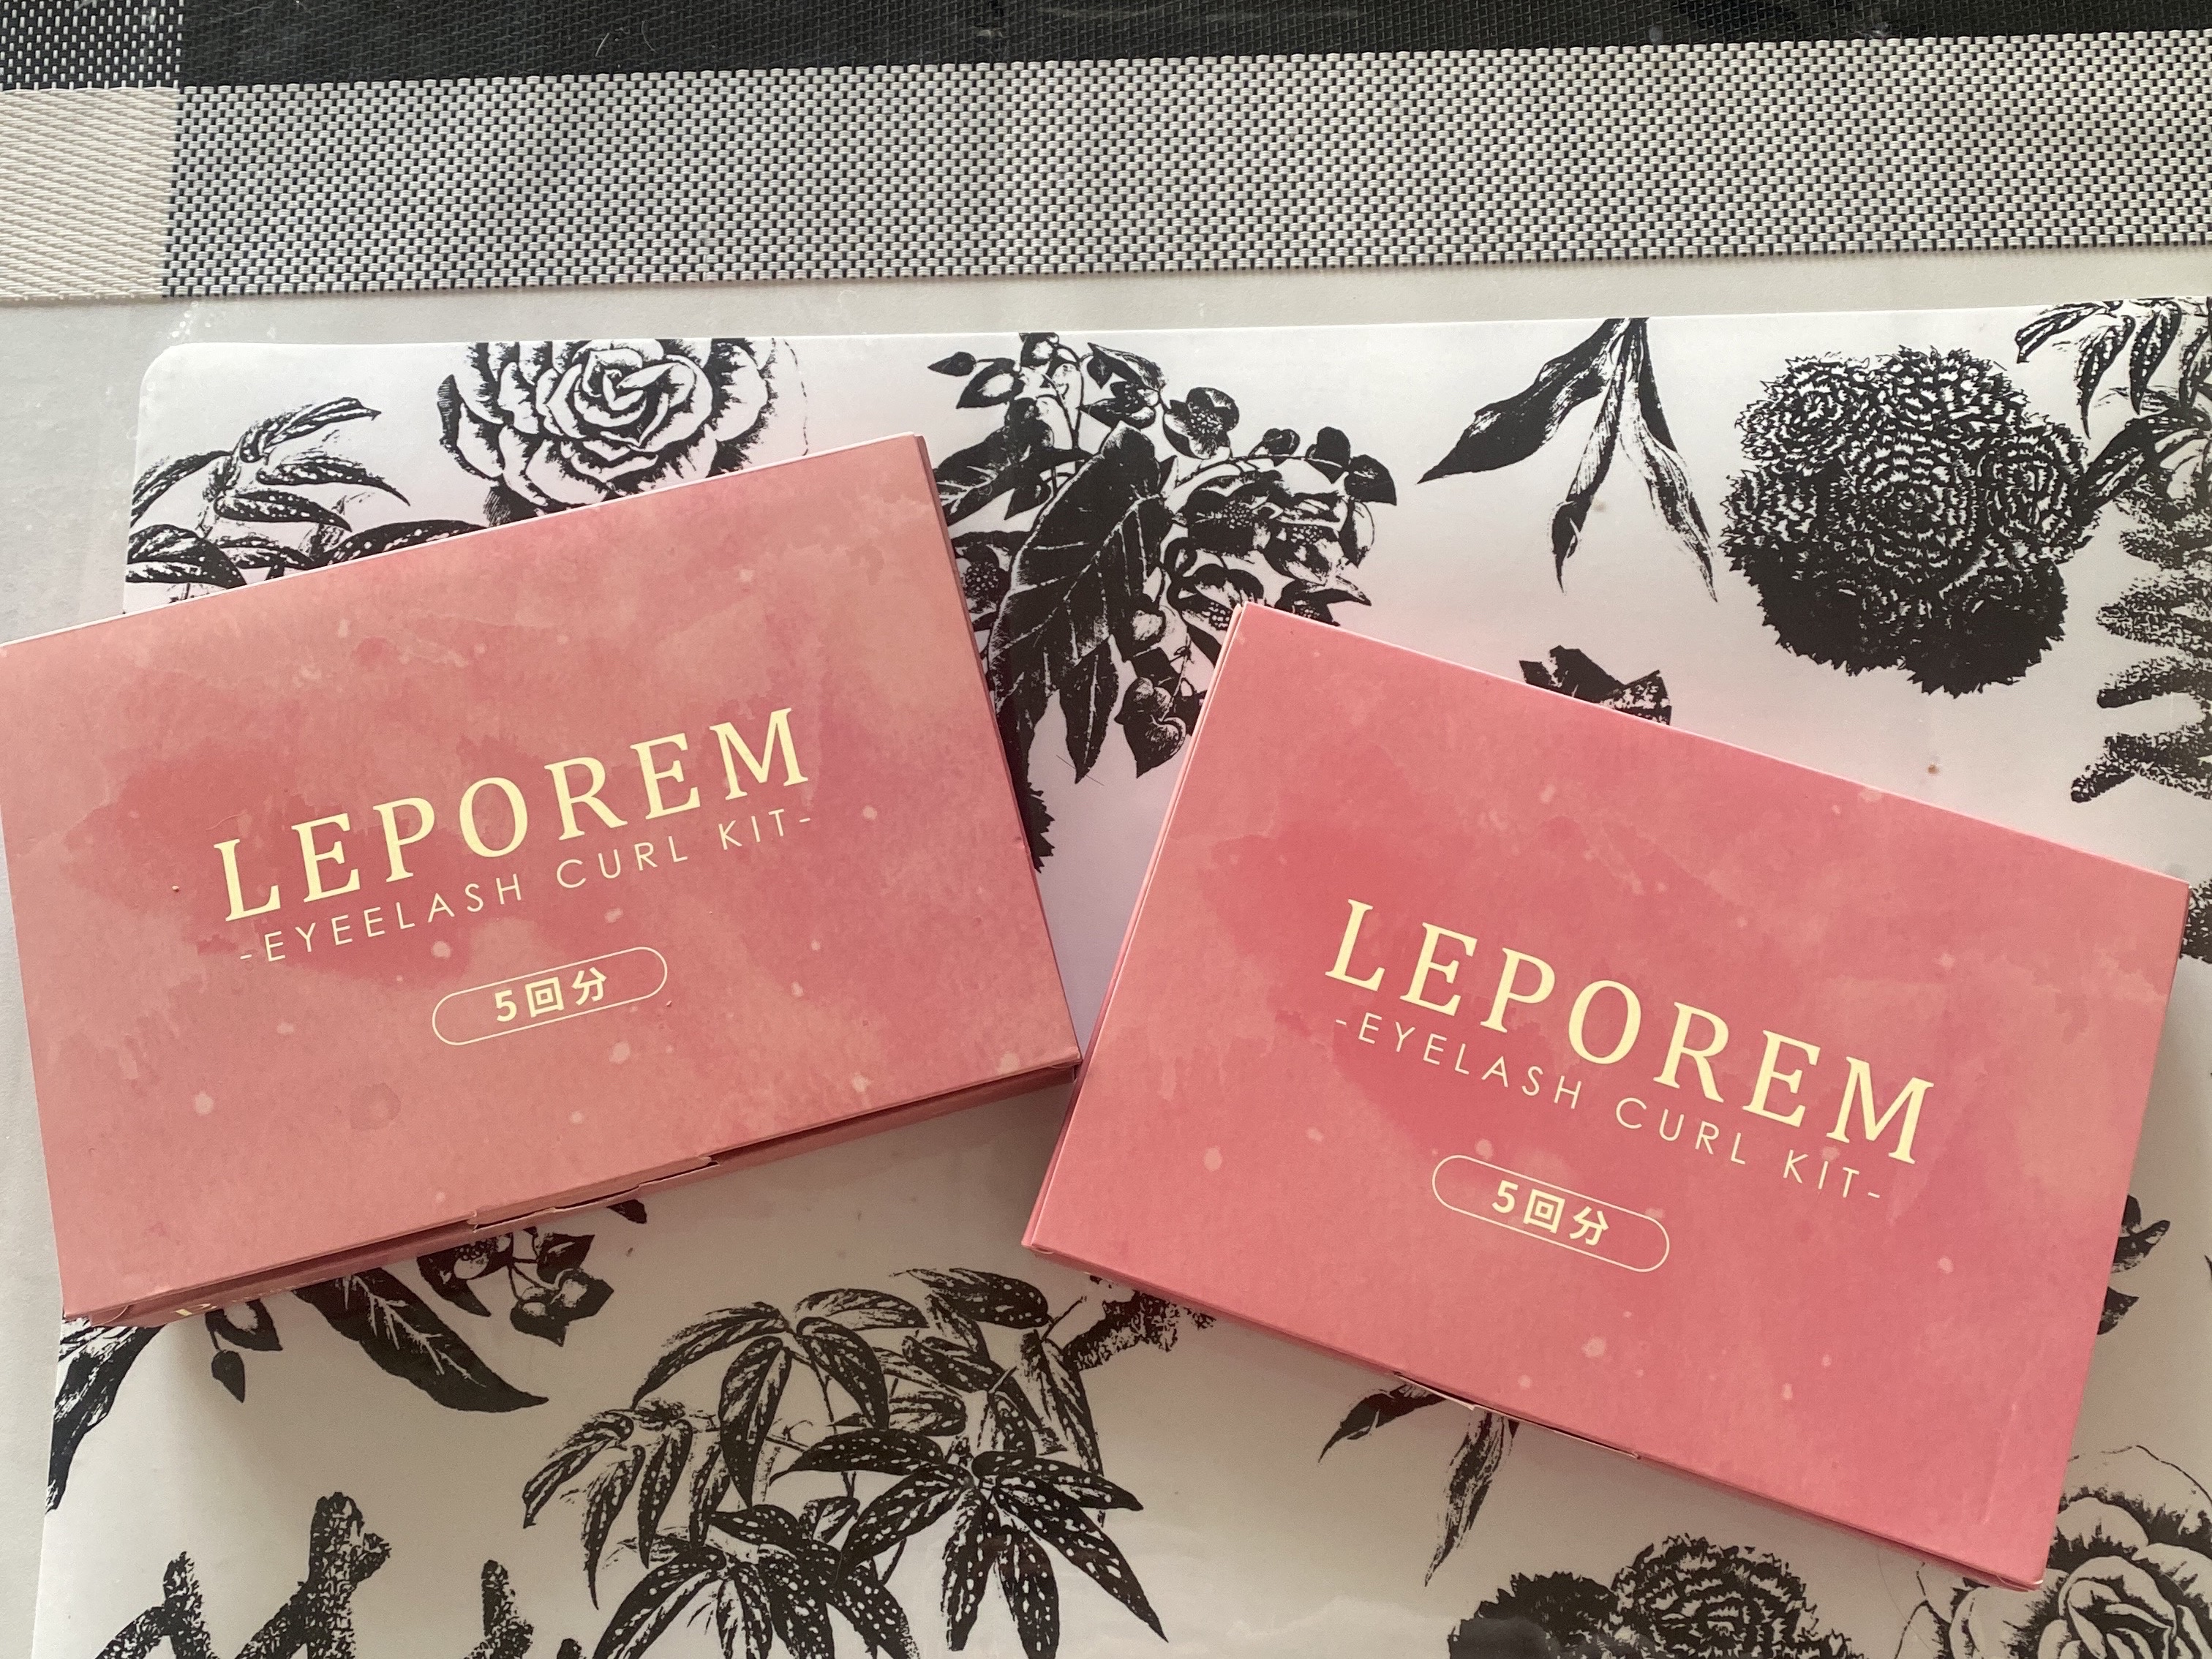 LEPOREM
-EYEELASH CURL KIT-
5回分
LEPOREM
-EYELASH CURL KIT-
5回分